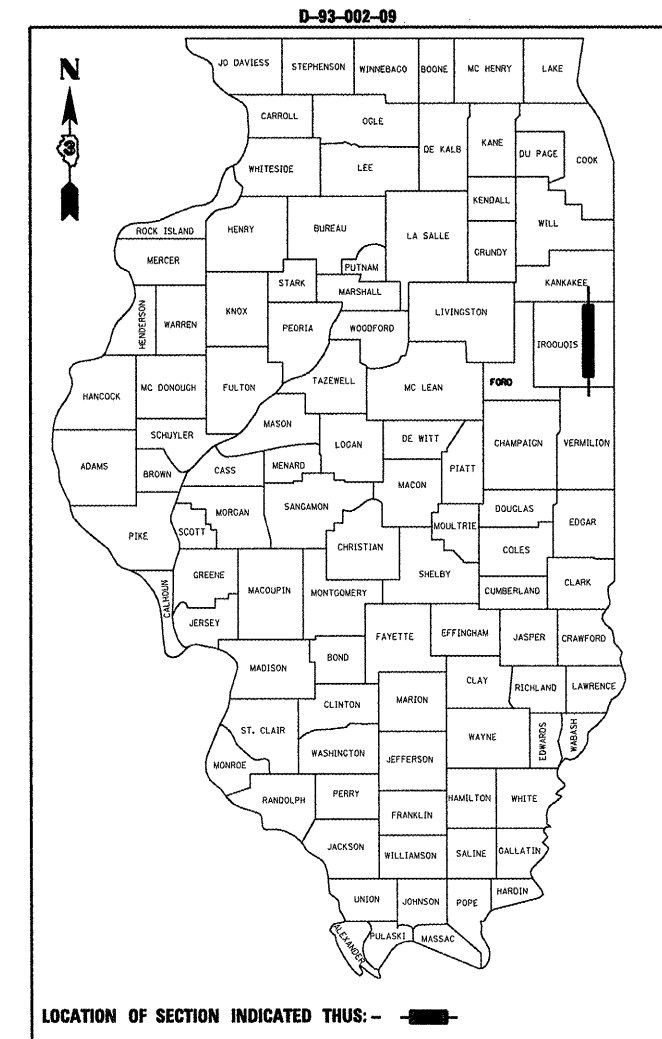 D-93-002-09
JO DAVIESS STEPHENSON WINNEBAGO BOONE MC HENRY LAKE
N
CARROLL OGLE
DE KALB KANE DU PAGE COOK
WHITESIDE LEE
KENDALL
ROCK ISLAND HENRY BUREAU LA SALLE WILL
GRUNDY
MERCER PUTNAM
STARK MARSHALL KANKAKEE
HENDERSON WARREN KNOX PEORIA WOODFORD LIVINGSTON IROQUOIS
HANCOCK MC DONOUGH FULTON TAZEWELL MC LEAN FORD
MASON
SCHUYLER LOGAN DE WITT CHAMPAIGN VERMILION
ADAMS BROWN CASS MENARD PIATT
MACON
MORGAN SANGAMON DOUGLAS
PIKE SCOTT MOULTRIE EDGAR
CHRISTIAN COLES
GREENE SHELBY
CALHOUN MACOUPIN MONTGOMERY CUMBERLAND CLARK
JERSEY
FAYETTE EFFINGHAM JASPER CRAWFORD
MADISON BOND
CLAY RICHLAND LAWRENCE
CLINTON MARION
ST. CLAIR WAYNE EDWARDS WABASH
WASHINGTON JEFFERSON
MONROE
RANDOLPH PERRY HAMILTON WHITE
FRANKLIN
JACKSON WILLIAMSON SALINE GALLATIN
UNION JOHNSON POPE HARDIN
ALEXANDER PULASKI MASSAC
LOCATION OF SECTION INDICATED THUS: -